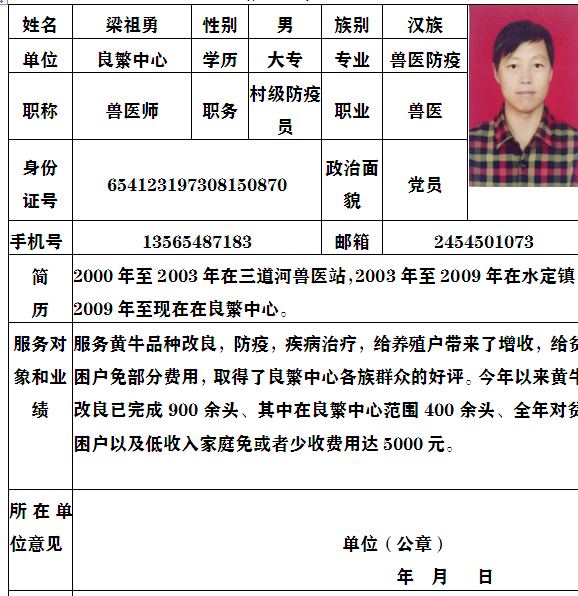 姓名 梁祖勇 性别 男 族别 汉族
单位 良繁中心 学历 大专 专业 兽医防疫
职称 兽医师 职务 村级防疫员 职业 兽医
身份证号 654123197308150870 政治面貌 党员
手机号 13565487183 邮箱 2454501073
简历
2000 年至 2003 年在三道河兽医站,2003 年至 2009 年在水定镇
2009 年至现在在良繁中心。
服务对象和业绩
服务黄牛品种改良，防疫，疾病治疗，给养殖户带来了增收，给贫
困户免部分费用，取得了良繁中心各族群众的好评。今年以来黄牛
改良已完成 900 余头、其中在良繁中心范围 400 余头、全年对贫
困户以及低收入家庭免或者少收费用达 5000 元。
所在单位意见
单位（公章）
年 月 日